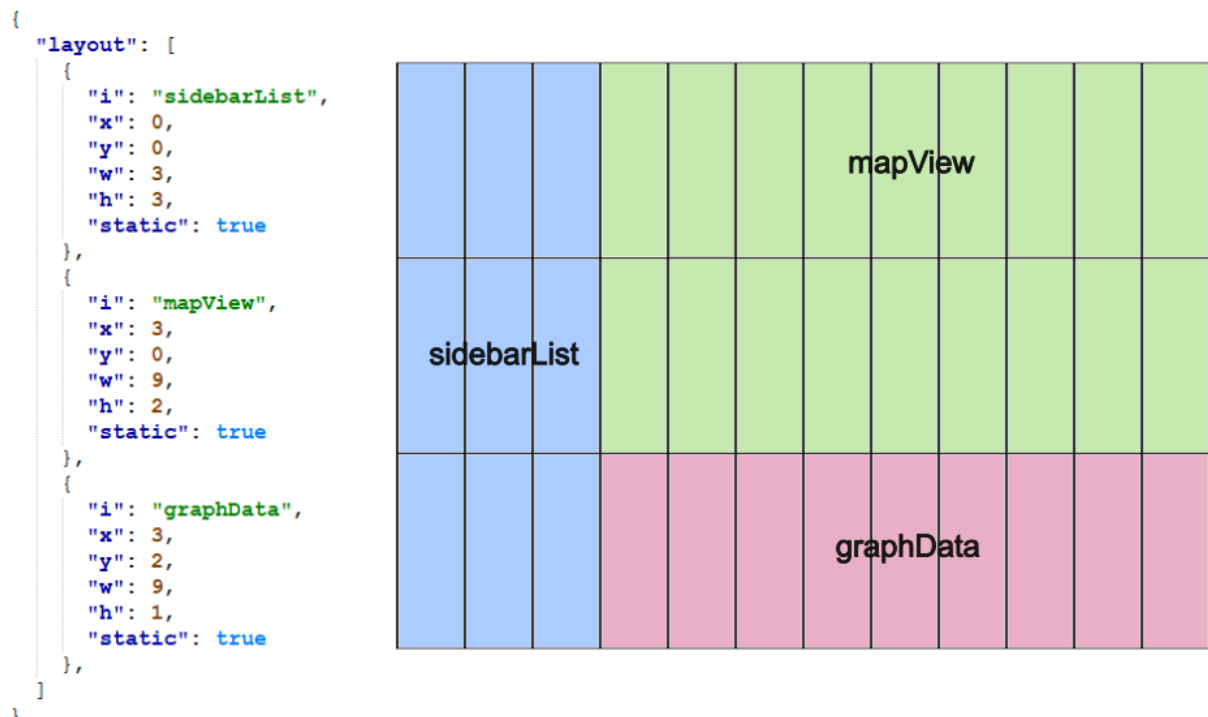 {
"layout": [
{
"i": "sidebarList",
"x": 0,
"y": 0,
"w": 3,
"h": 3,
"static": true
},
{
"i": "mapView",
"x": 3,
"y": 0,
"w": 9,
"h": 2,
"static": true
},
{
"i": "graphData",
"x": 3,
"y": 2,
"w": 9,
"h": 1,
"static": true
},
]
}
mapView
sidebarList
graphData